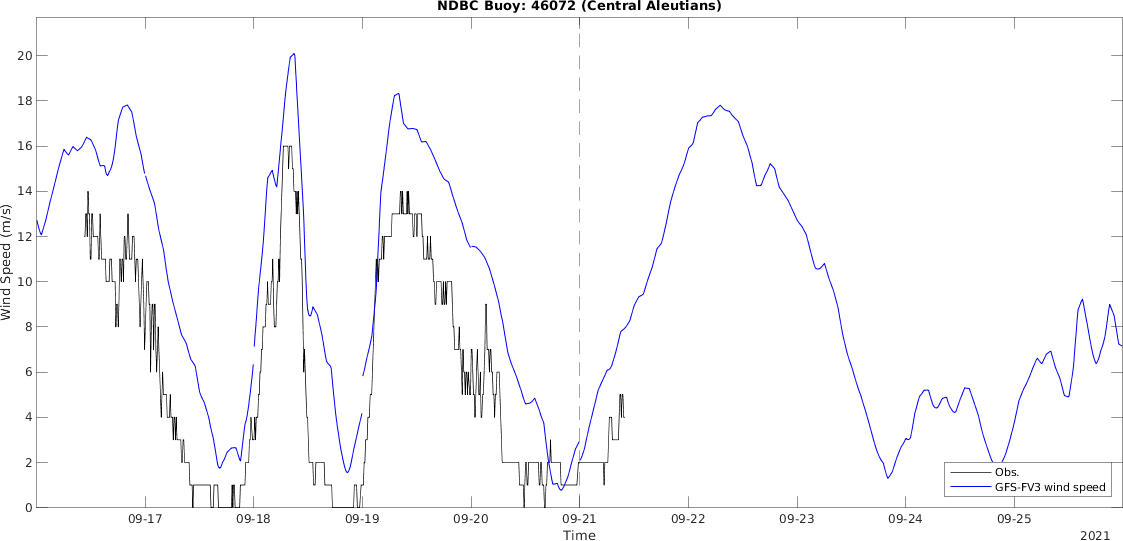 NDBC Buoy: 46072 (Central Aleutians)
20
18
16
14
12
10
8
6
4
2
0
Wind Speed (m/s)
Obs.
GFS-FV3 wind speed
09-17 09-18 09-19 09-20 09-21 09-22 09-23 09-24 09-25
Time
2021